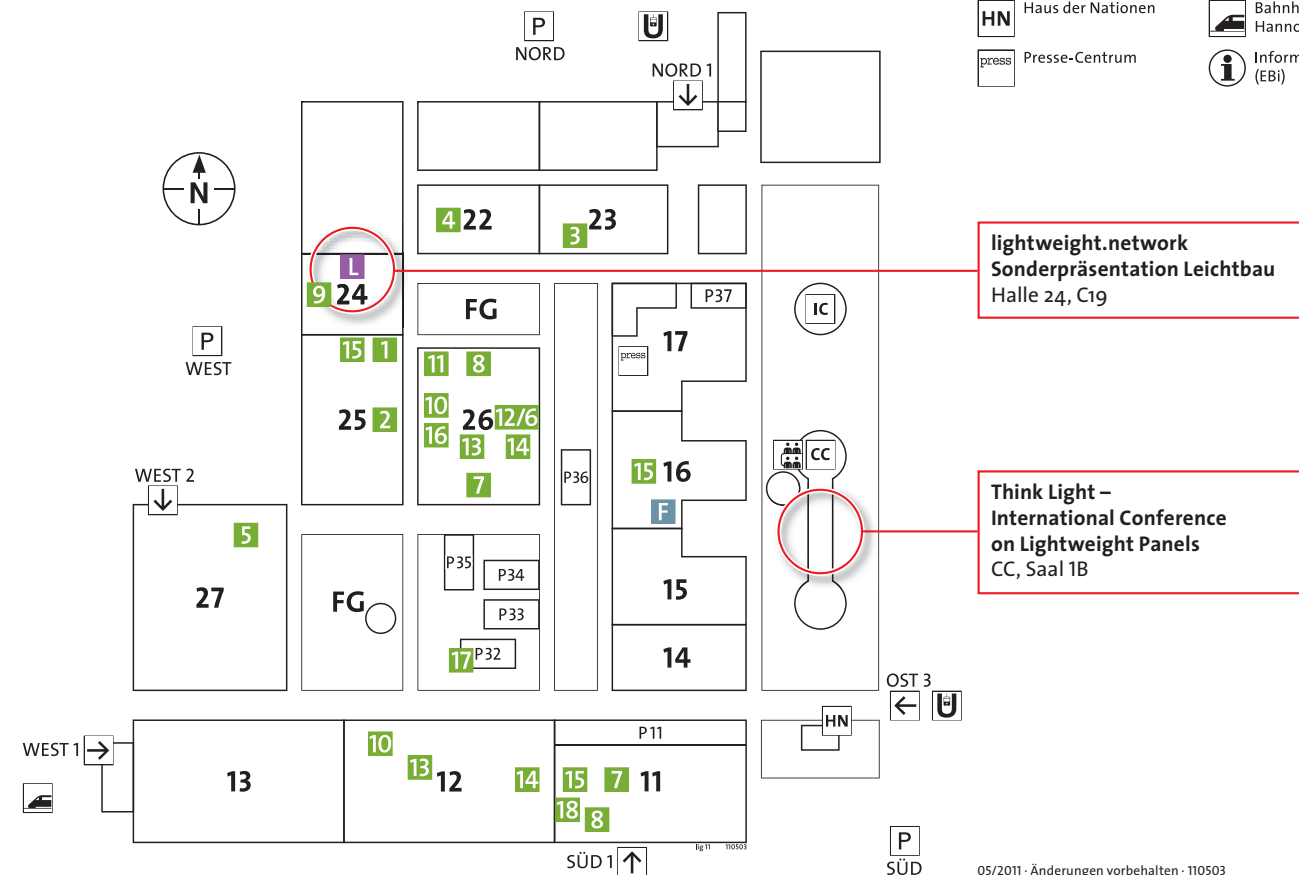 HN
Haus der Nationen
Bahnh
Hanno
press
Presse-Centrum
Inform
(EBi)
P
NORD
U
NORD 1
N
4
22
3
23
L
9
24
FG
P37
IC
lightweight.network
Sonderpräsentation Leichtbau
Halle 24, C19
P
WEST
15
1
11
8
press
17
25
2
10
26
12/6
16
13
14
7
P36
15
16
F
CC
WEST 2
5
27
Think Light –
International Conference
on Lightweight Panels
CC, Saal 1B
FG
P35
P34
P33
17
P32
15
14
OST 3
U
HN
WEST 1
13
10
13
12
14
P 11
15
7
11
18
8
lig 11 110503
SÜD 1
P
SÜD
05/2011 · Änderungen vorbehalten · 110503